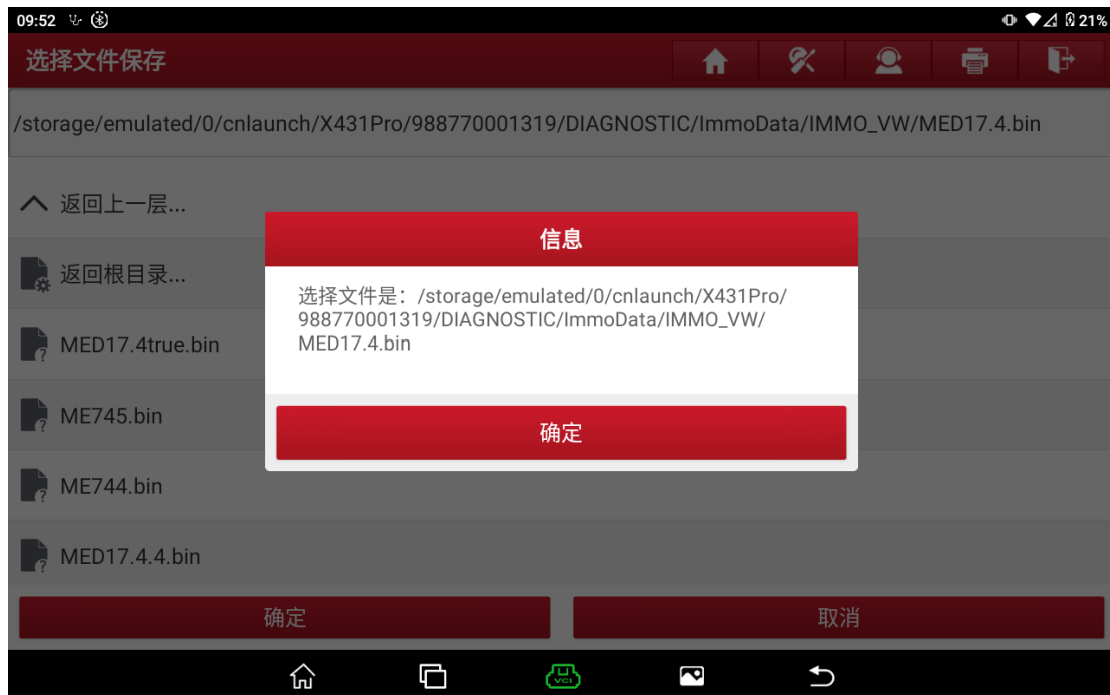 09:52
21%
选择文件保存
/storage/emulated/0/cnlaunch/X431Pro/988770001319/DIAGNOSTIC/ImmoData/IMMO_VW/MED17.4.bin
返回上一层...
返回根目录...
MED17.4true.bin
ME745.bin
ME744.bin
MED17.4.4.bin
信息
选择文件是：/storage/emulated/0/cnlaunch/X431Pro/
988770001319/DIAGNOSTIC/ImmoData/IMMO_VW/
MED17.4.bin
确定
确定
取消
VCI